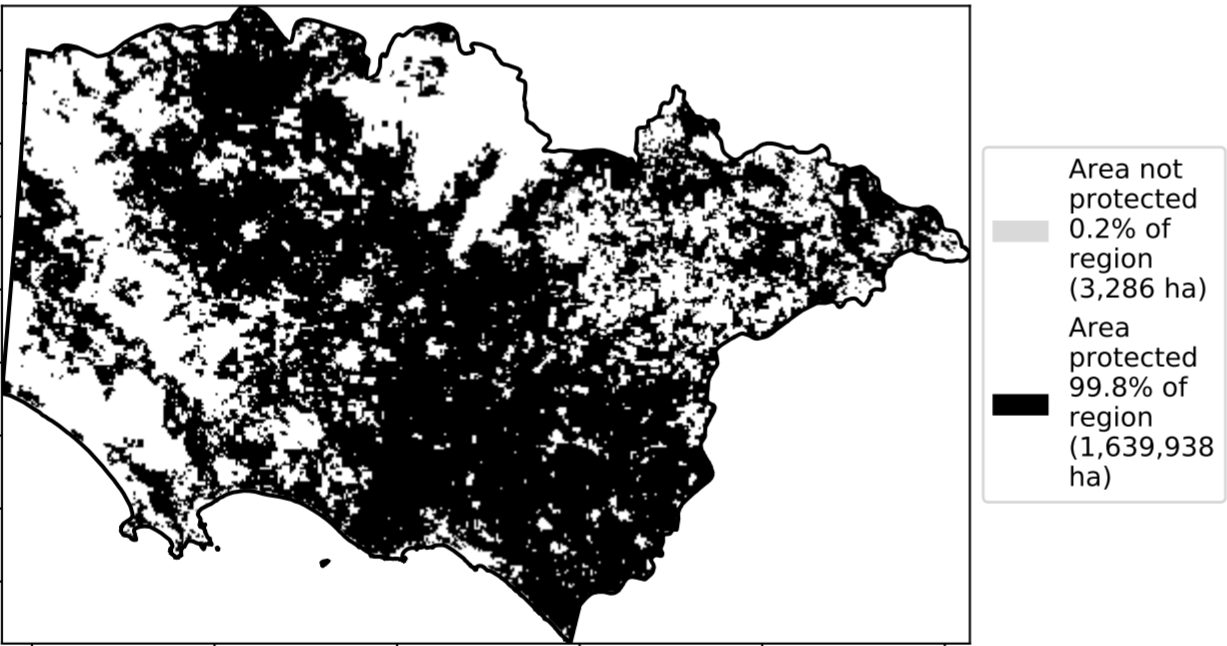 Area not
protected
0.2% of
region
(3,286 ha)
Area
protected
99.8% of
region
(1,639,938
ha)